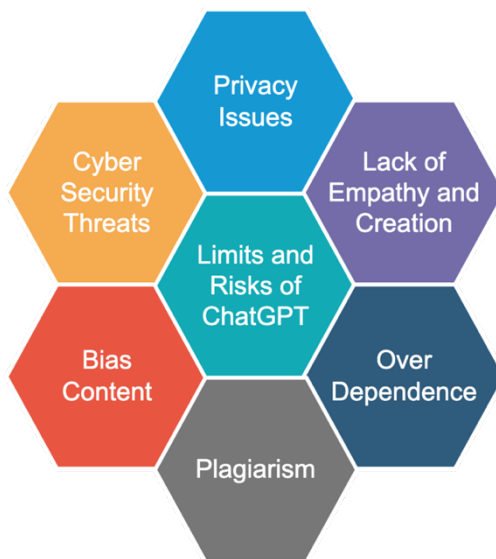 Privacy
Issues
Cyber
Security
Threats
Lack of
Empathy and
Creation
Limits and
Risks of
ChatGPT
Bias
Content
Over
Dependence
Plagiarism